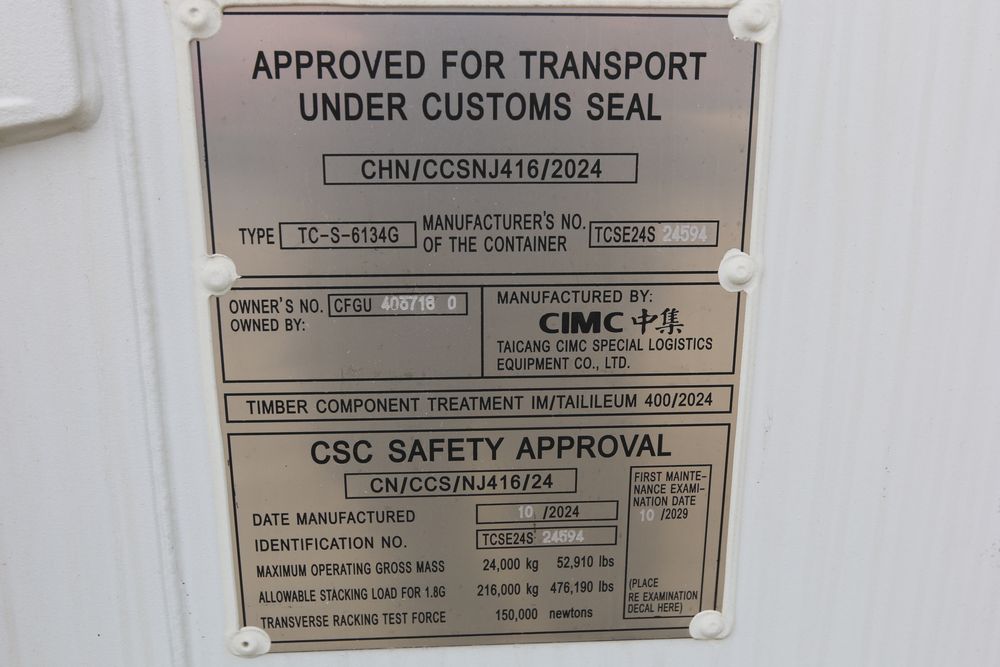 APPROVED FOR TRANSPORT
UNDER CUSTOMS SEAL
CHN/CCSNJ416/2024
TYPE TC-S-6134G
MANUFACTURER'S NO.
OF THE CONTAINER
TCSE24S 24594
OWNER'S NO. CFGU 403718 0
OWNED BY:
MANUFACTURED BY:
CIMC 中集
TAICANG CIMC SPECIAL LOGISTICS
EQUIPMENT CO., LTD.
TIMBER COMPONENT TREATMENT IM/TAILILEUM 400/2024
CSC SAFETY APPROVAL
CN/CCS/NJ416/24
DATE MANUFACTURED 10 /2024
IDENTIFICATION NO. TCSE24S 24594
MAXIMUM OPERATING GROSS MASS 24,000 kg 52,910 lbs
ALLOWABLE STACKING LOAD FOR 1.8G 216,000 kg 476,190 lbs
TRANSVERSE RACKING TEST FORCE 150,000 newtons
FIRST MAINTE-
NANCE EXAMI-
NATION DATE
10 /2029
(PLACE
RE EXAMINATION
DECAL HERE)